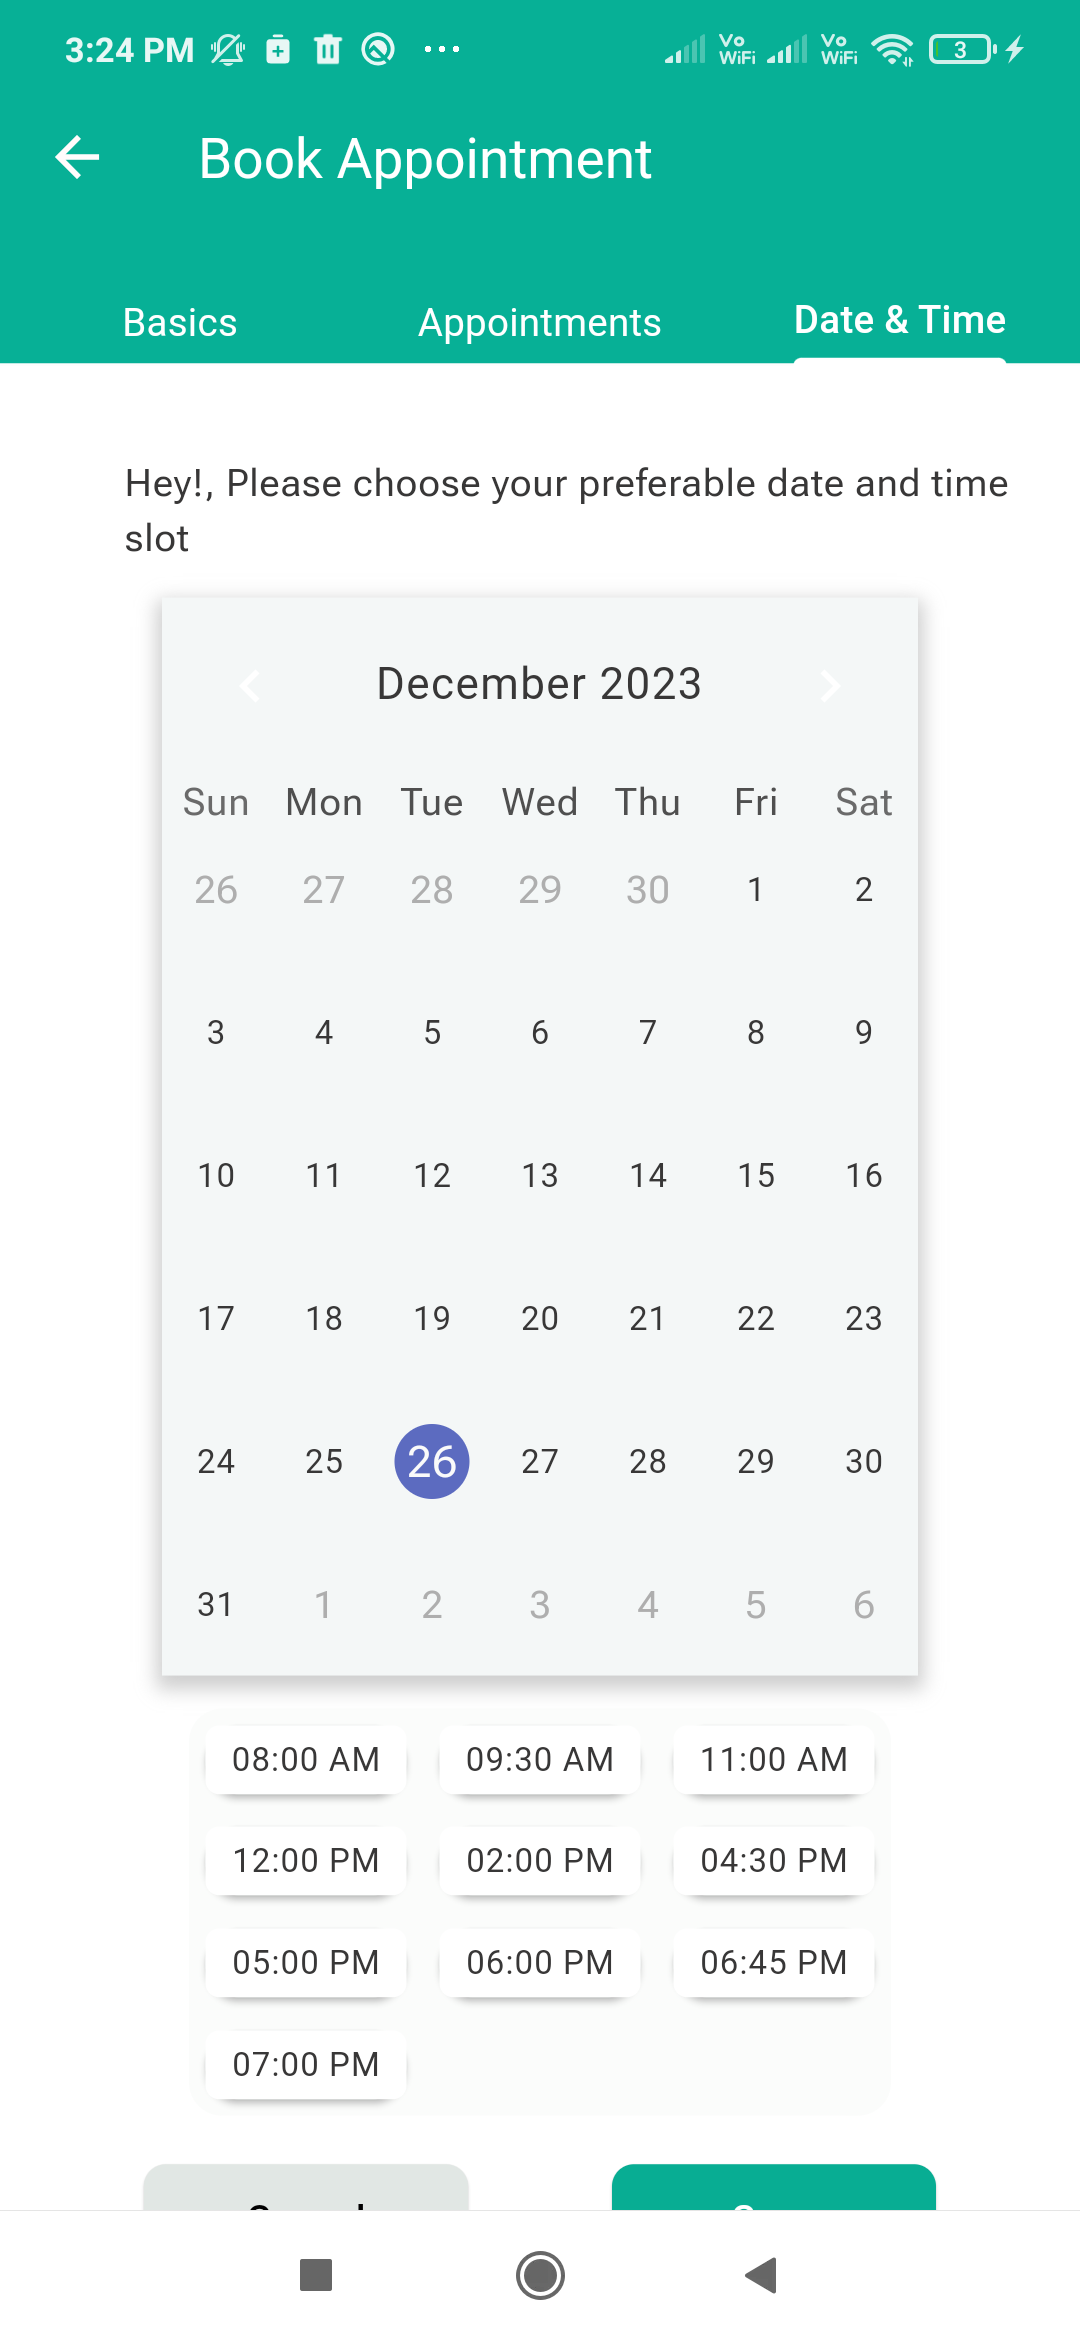 3:24 PM
Vo WiFi Vo WiFi 3
Book Appointment
Basics Appointments Date & Time
Hey!, Please choose your preferable date and time
slot
December 2023
Sun Mon Tue Wed Thu Fri Sat
26 27 28 29 30 1 2
3 4 5 6 7 8 9
10 11 12 13 14 15 16
17 18 19 20 21 22 23
24 25 26 27 28 29 30
31 1 2 3 4 5 6
08:00 AM 09:30 AM 11:00 AM
12:00 PM 02:00 PM 04:30 PM
05:00 PM 06:00 PM 06:45 PM
07:00 PM